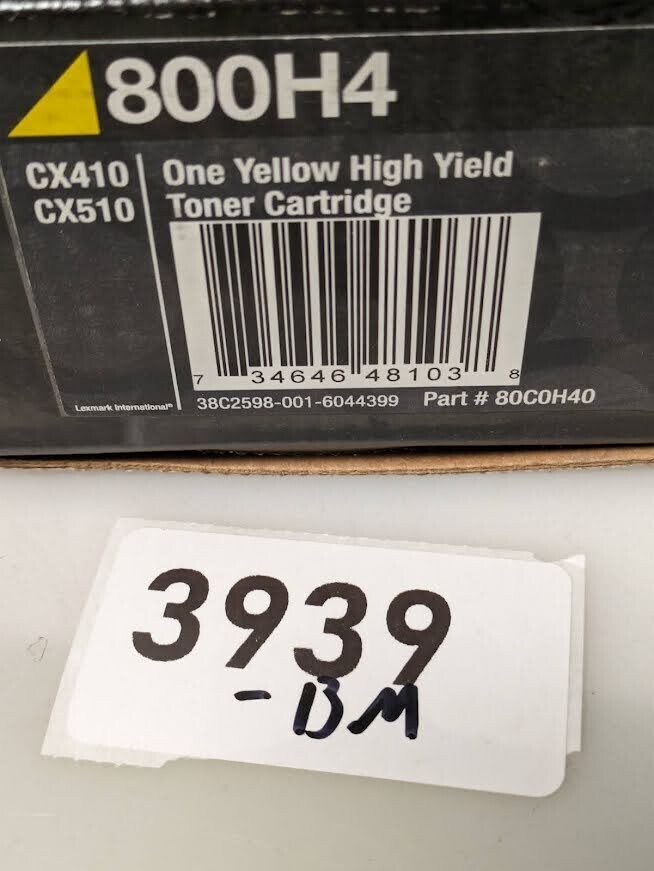 800H4
CX410
CX510
One Yellow High Yield
Toner Cartridge
7 34646 48103 8
Lexmark International®
38C2598-001-6044399 Part # 80C0H40
3939
-BM